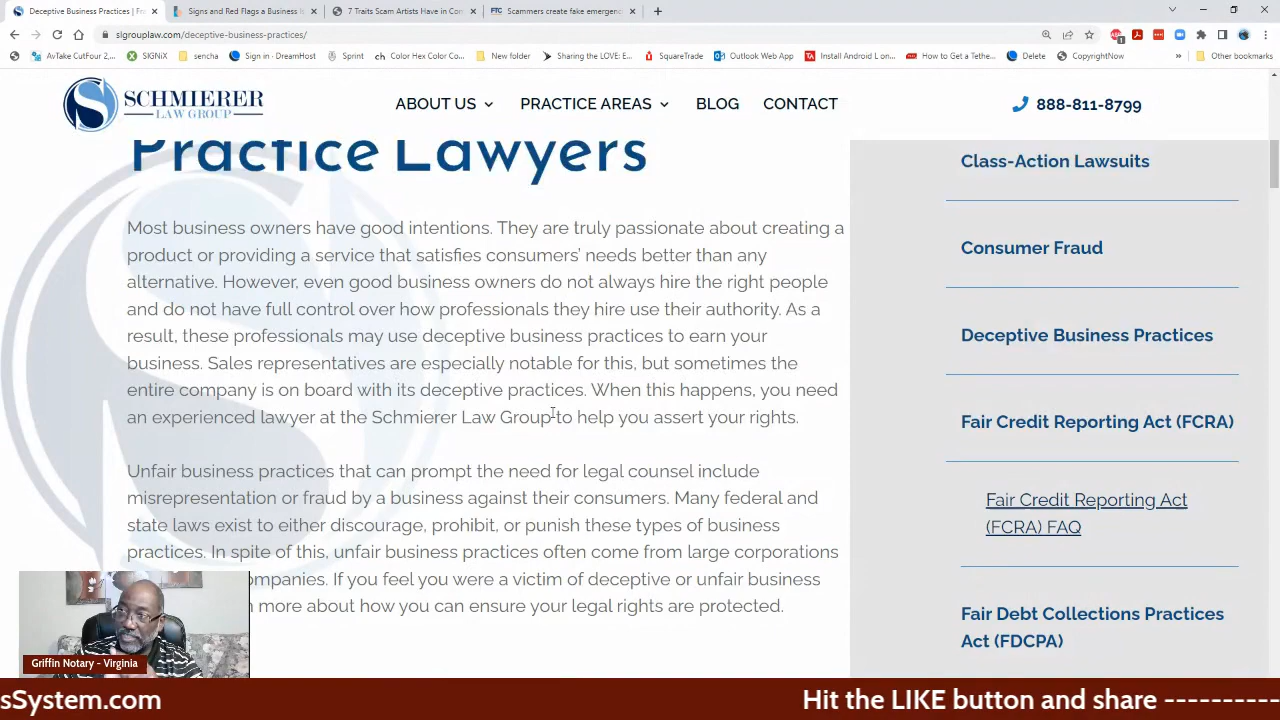 Deceptive Business Practices | Fra
Signs and Red Flags a Business i
7 Traits Scam Artists Have in Com
FTC Scammers create fake emergenc
slgrouplaw.com/deceptive-business-practices/
AvTake CutFour 2,...
SIGNiX
sencha
Sign in - DreamHost
Sprint
Color Hex Color Co...
New folder
Sharing the LOVE: E...
SquareTrade
Outlook Web App
Install Android L on...
How to Get a Tethe...
Delete
CopyrightNow
»
Other bookmarks
SCHMIERER
LAW GROUP
ABOUT US
PRACTICE AREAS
BLOG
CONTACT
888-811-8799
Practice Lawyers
Most business owners have good intentions. They are truly passionate about creating a
product or providing a service that satisfies consumers’ needs better than any
alternative. However, even good business owners do not always hire the right people
and do not have full control over how professionals they hire use their authority. As a
result, these professionals may use deceptive business practices to earn your
business. Sales representatives are especially notable for this, but sometimes the
entire company is on board with its deceptive practices. When this happens, you need
an experienced lawyer at the Schmierer Law Group to help you assert your rights.
Unfair business practices that can prompt the need for legal counsel include
misrepresentation or fraud by a business against their consumers. Many federal and
state laws exist to either discourage, prohibit, or punish these types of business
practices. In spite of this, unfair business practices often come from large corporations
companies. If you feel you were a victim of deceptive or unfair business
more about how you can ensure your legal rights are protected.
Class-Action Lawsuits
Consumer Fraud
Deceptive Business Practices
Fair Credit Reporting Act (FCRA)
Fair Credit Reporting Act
(FCRA) FAQ
Fair Debt Collections Practices
Act (FDCPA)
Griffin Notary - Virginia
sSystem.com
Hit the LIKE button and share ----------